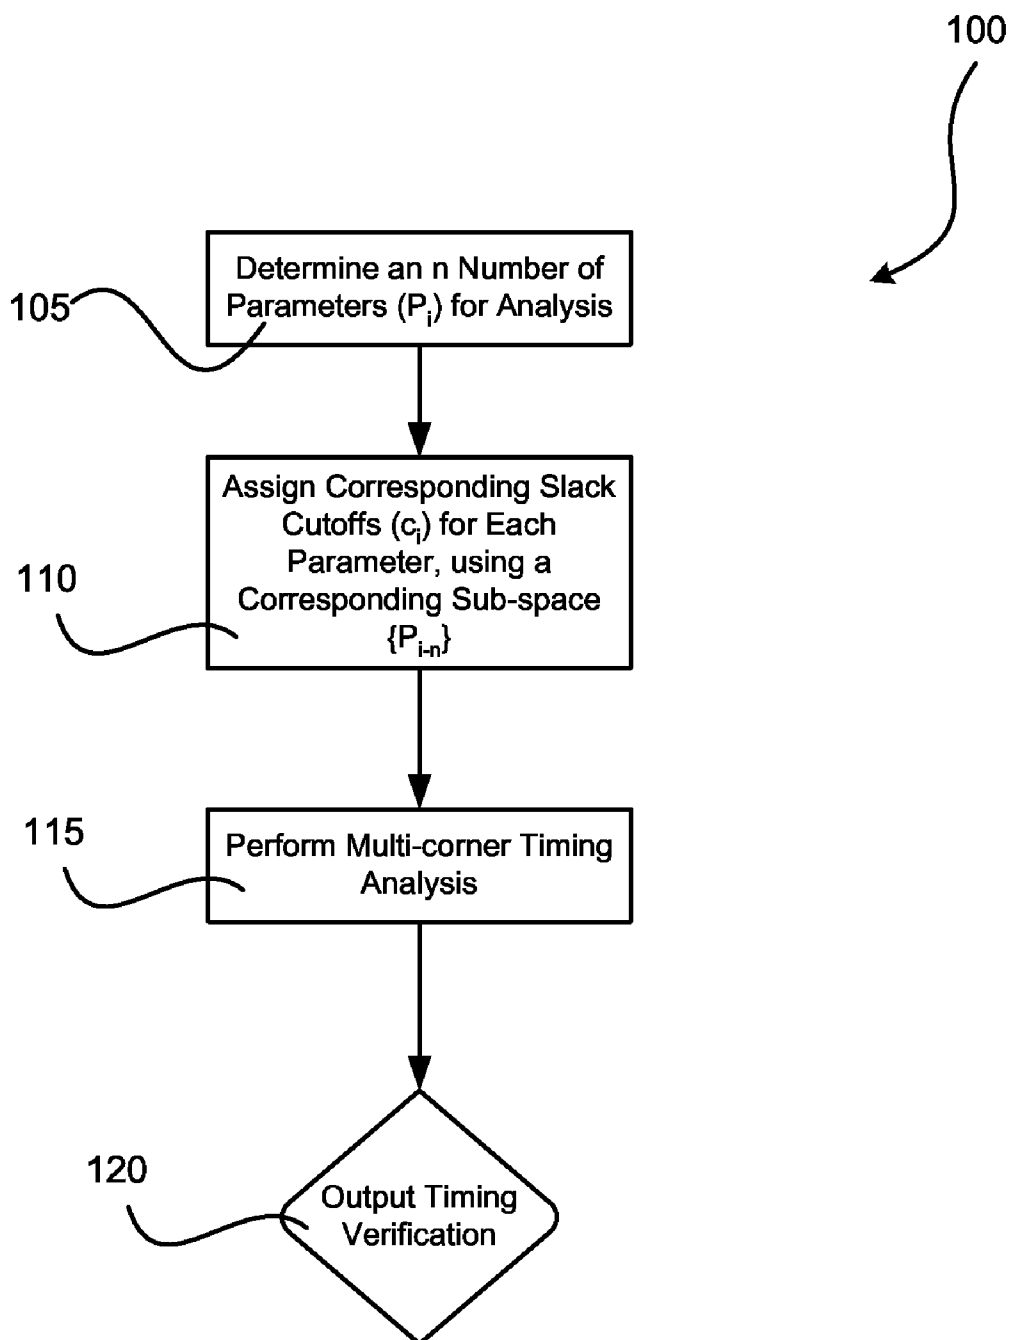 100
Determine an n Number of
Parameters (Pi) for Analysis
105
Assign Corresponding Slack
Cutoffs (ci) for Each
Parameter, using a
Corresponding Sub-space
{Pi-n}
110
Perform Multi-corner Timing
Analysis
115
Output Timing
Verification
120